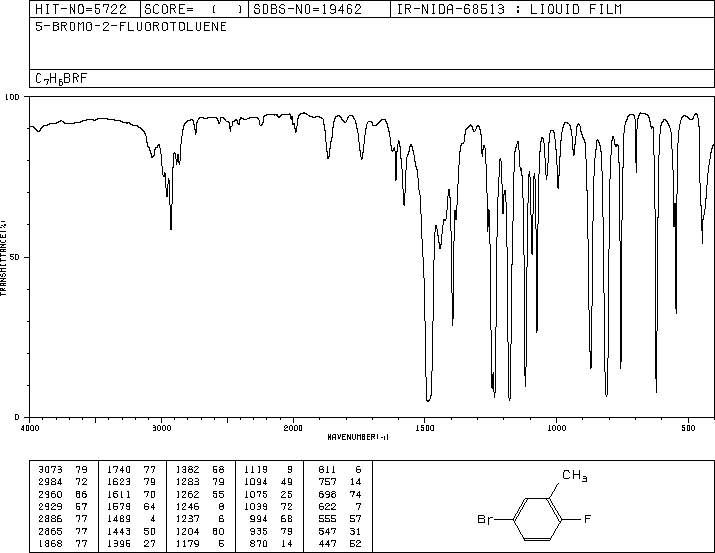 HIT-NO=5722 SCORE= ( ) SDBS-NO=19462 IR-NIDA-68513 : LIQUID FILM
5-BROMO-2-FLUOROTOLUENE
C7H6BRF
100
50
0
TRANSMITTANCE(%)
4000 3000 2000 1500 1000 500
WAVENUMBER(-1)
3073 79 1740 77 1382 68 1119 9 811 6
2984 72 1623 79 1283 79 1094 49 757 14
2960 66 1611 70 1262 55 1075 25 698 74
2929 57 1579 64 1246 8 1039 72 622 7
2886 77 1489 4 1237 6 994 68 555 57
2865 77 1443 50 1204 60 935 79 547 31
1868 77 1395 27 1179 5 870 14 447 52
CH3
Br F